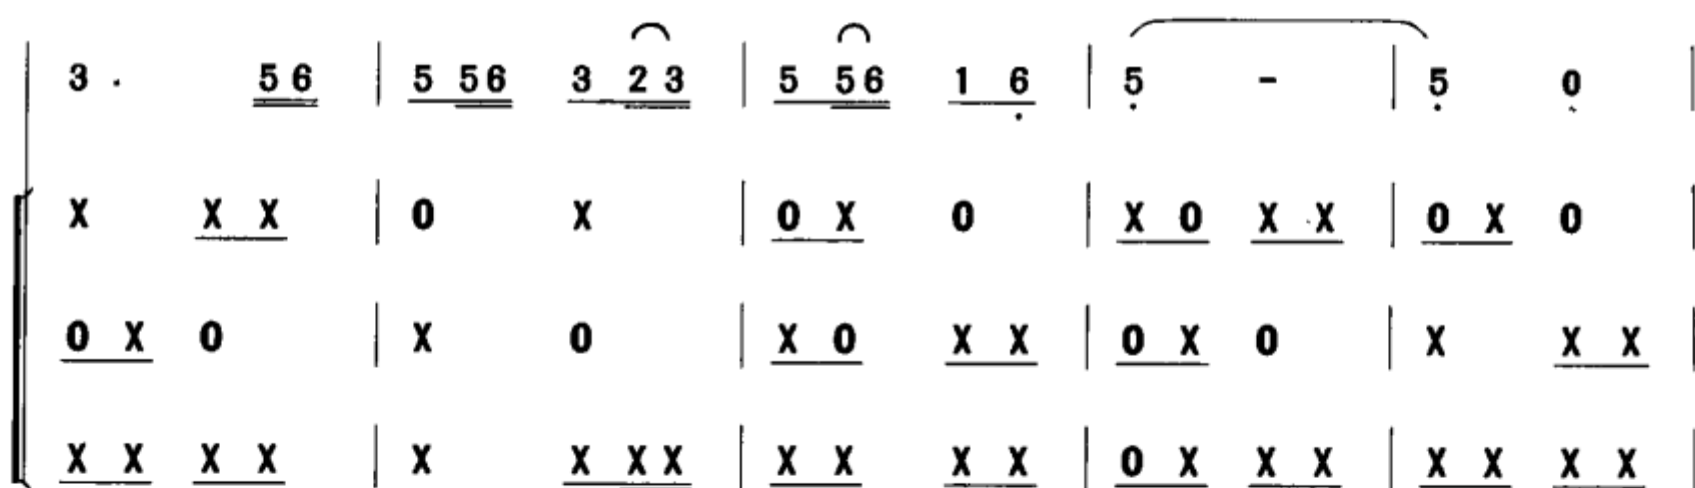 3 . 5 6 | 5 5 6 3 2 3 | 5 5 6 1 6 | 5 - | 5 0 |
X X X | 0 X | 0 X 0 | X 0 X X | 0 X 0 |
0 X 0 | X 0 | X 0 X X | 0 X 0 | X X X |
X X X X | X X X X | X X X X | 0 X X X | X X X X |